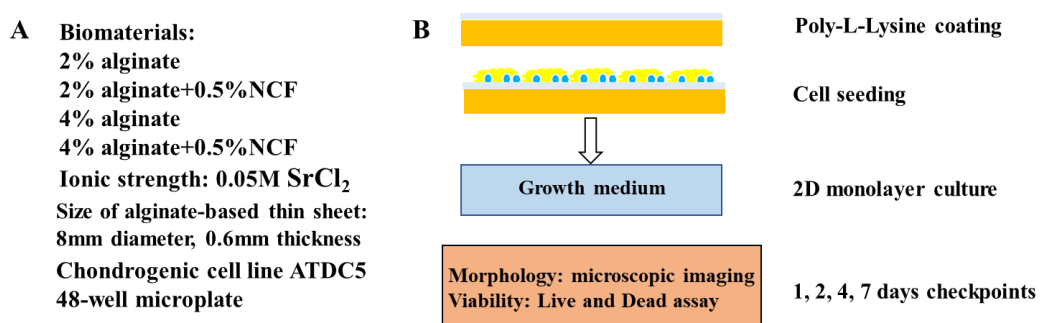 A
Biomaterials:
2% alginate
2% alginate+0.5%NCF
4% alginate
4% alginate+0.5%NCF
Ionic strength: 0.05M SrCl₂
Size of alginate-based thin sheet:
8mm diameter, 0.6mm thickness
Chondrogenic cell line ATDC5
48-well microplate
B
Poly-L-Lysine coating
Cell seeding
Growth medium
2D monolayer culture
Morphology: microscopic imaging
Viability: Live and Dead assay
1, 2, 4, 7 days checkpoints